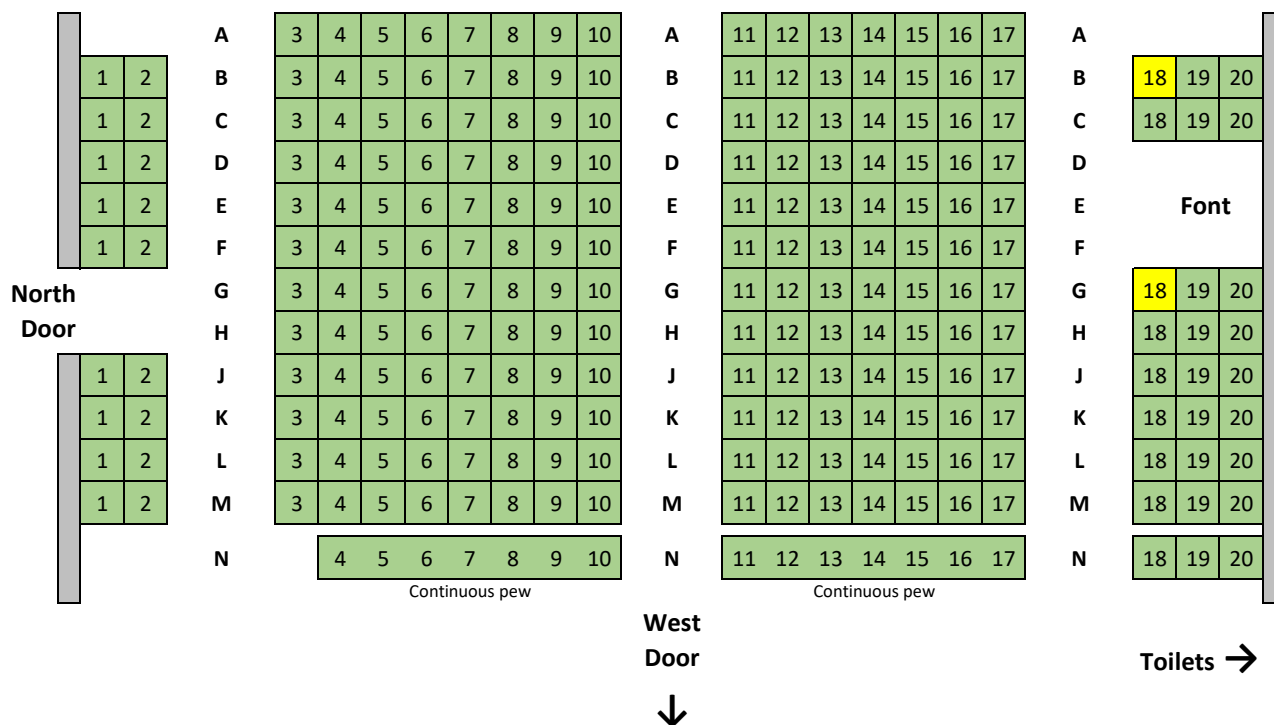 A 3 4 5 6 7 8 9 10 A 11 12 13 14 15 16 17 A
1 2 B 3 4 5 6 7 8 9 10 B 11 12 13 14 15 16 17 B 18 19 20
1 2 C 3 4 5 6 7 8 9 10 C 11 12 13 14 15 16 17 C 18 19 20
1 2 D 3 4 5 6 7 8 9 10 D 11 12 13 14 15 16 17 D
1 2 E 3 4 5 6 7 8 9 10 E 11 12 13 14 15 16 17 E Font
1 2 F 3 4 5 6 7 8 9 10 F 11 12 13 14 15 16 17 F
North G 3 4 5 6 7 8 9 10 G 11 12 13 14 15 16 17 G 18 19 20
Door H 3 4 5 6 7 8 9 10 H 11 12 13 14 15 16 17 H 18 19 20
1 2 J 3 4 5 6 7 8 9 10 J 11 12 13 14 15 16 17 J 18 19 20
1 2 K 3 4 5 6 7 8 9 10 K 11 12 13 14 15 16 17 K 18 19 20
1 2 L 3 4 5 6 7 8 9 10 L 11 12 13 14 15 16 17 L 18 19 20
1 2 M 3 4 5 6 7 8 9 10 M 11 12 13 14 15 16 17 M 18 19 20
N 4 5 6 7 8 9 10 N 11 12 13 14 15 16 17 N 18 19 20
Continuous pew Continuous pew
West
Door
Toilets →
↓